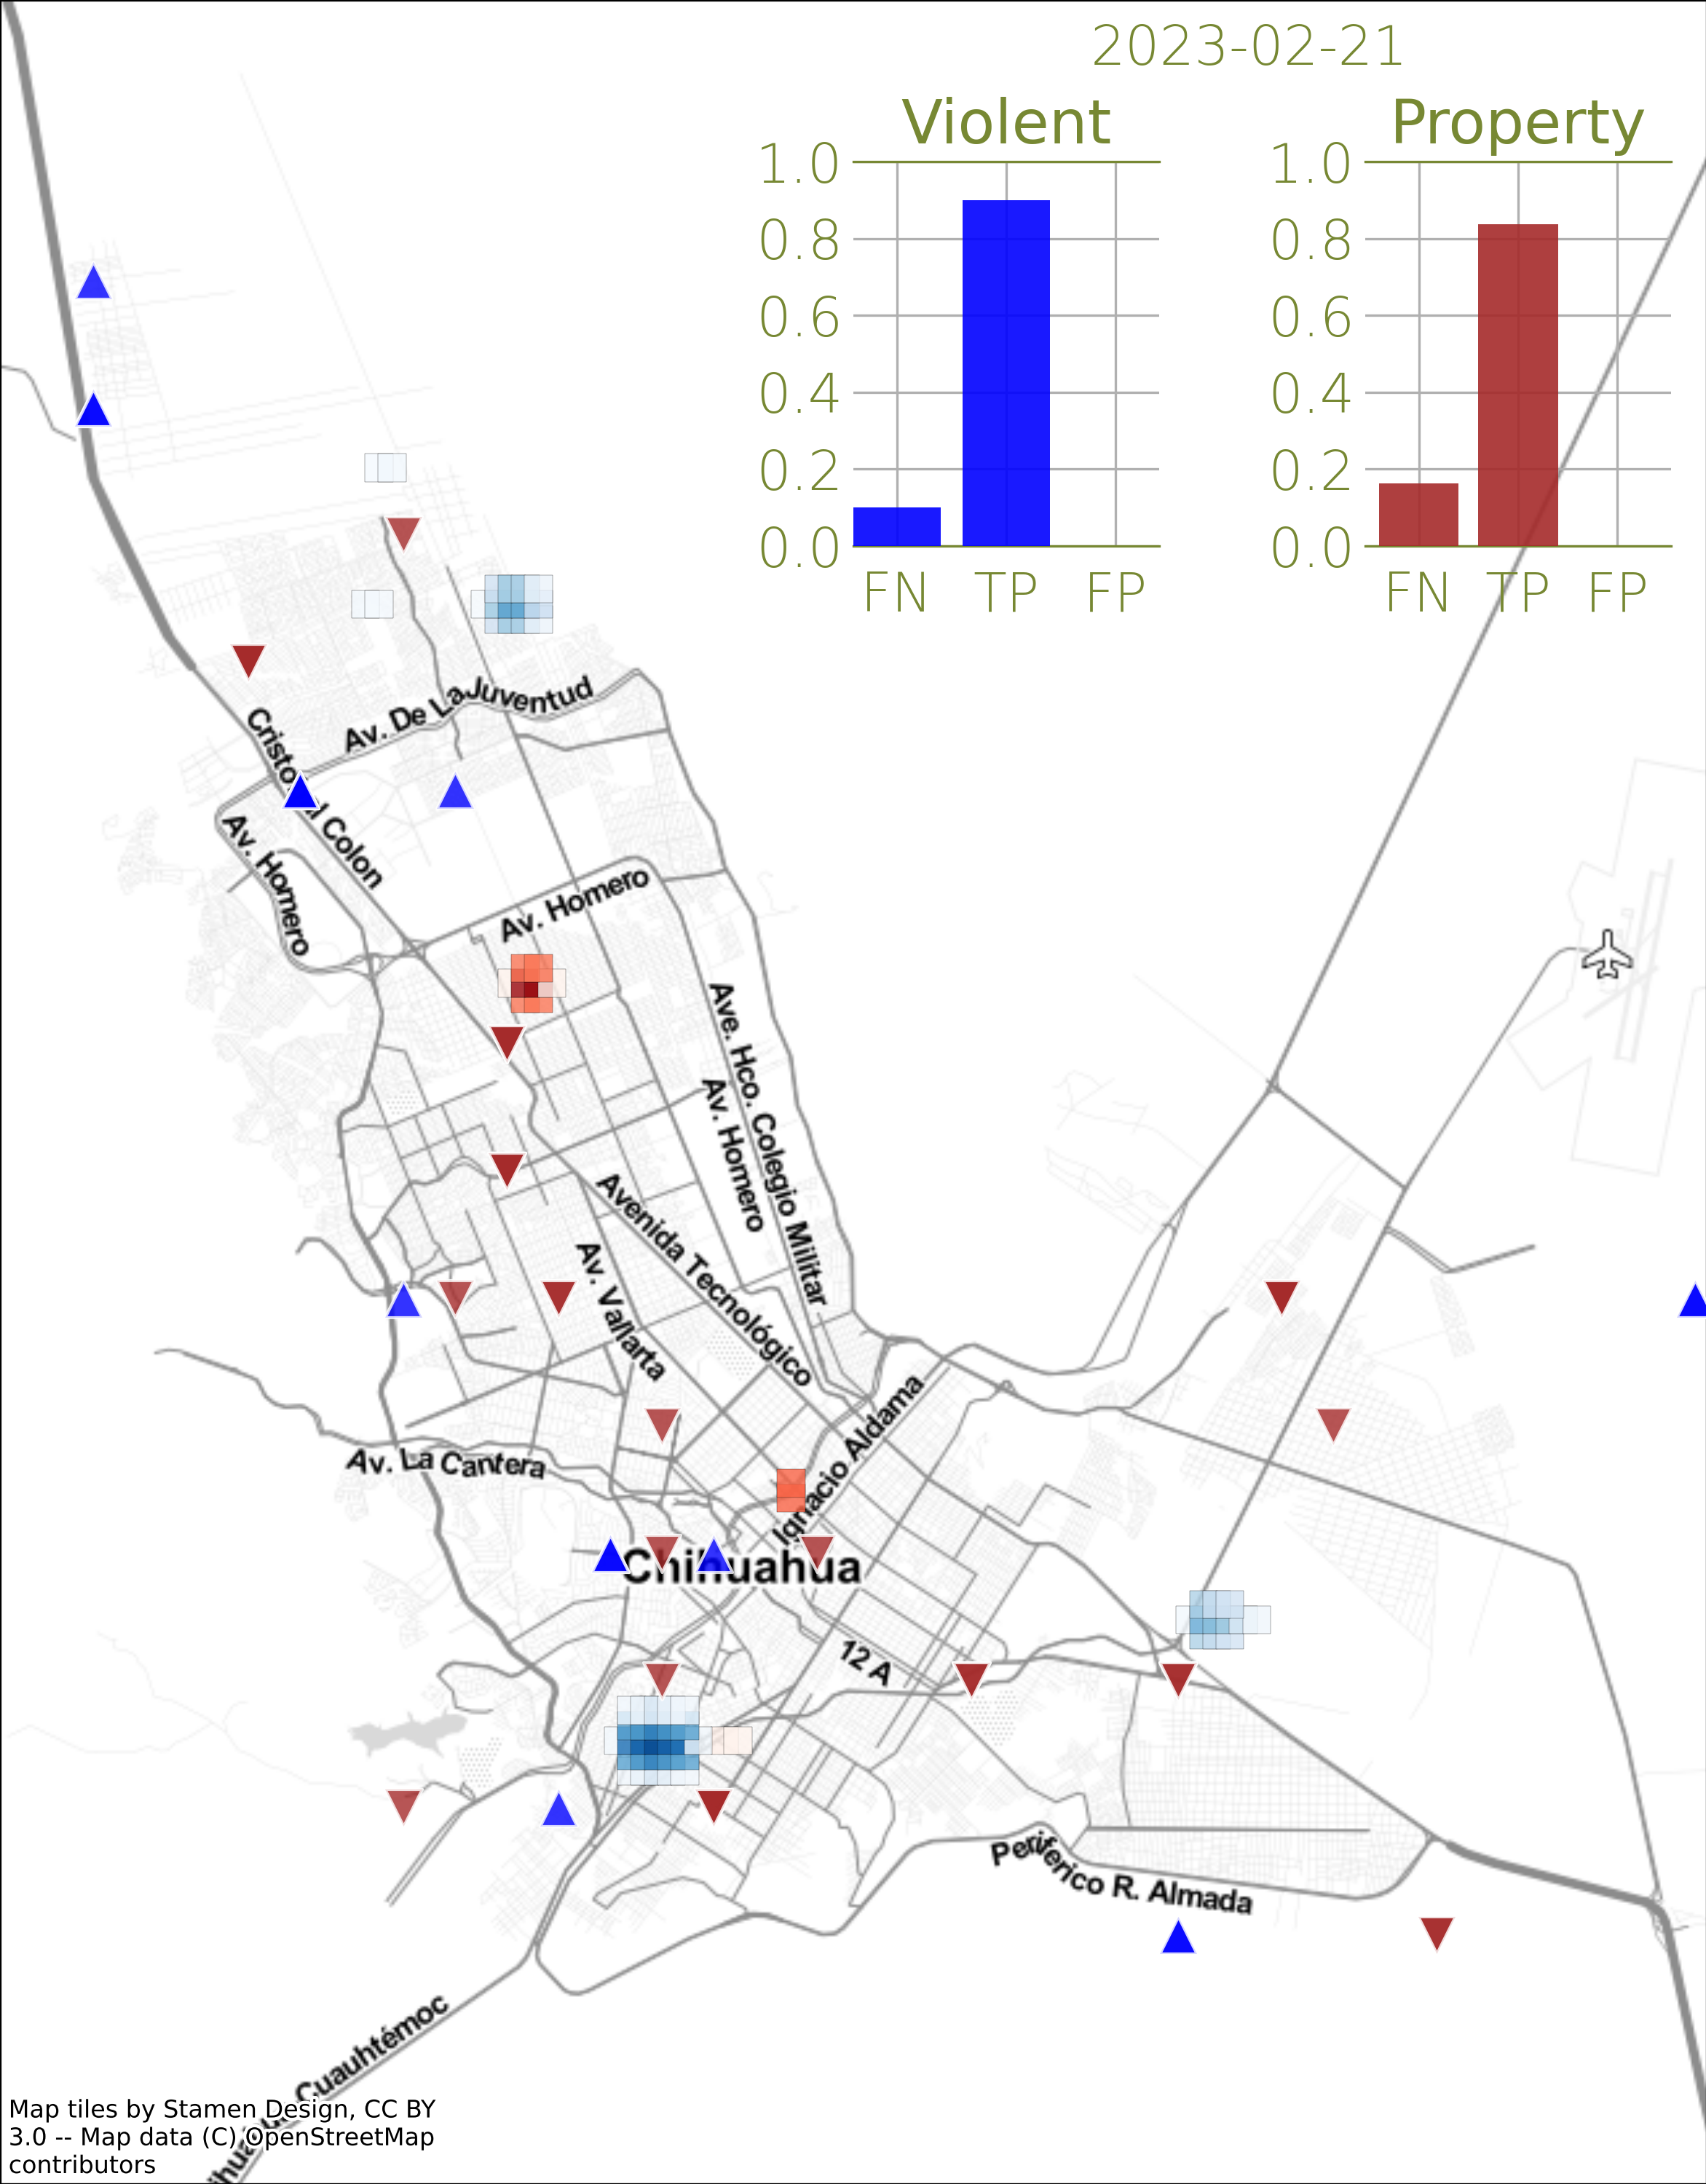 2023-02-21
Violent
Property
1.0
0.8
0.6
0.4
0.2
0.0
FN TP FP
1.0
0.8
0.6
0.4
0.2
0.0
FN TP FP
Av. De La Juventud
Colon
Av. Homero
Av. Homero
Ave. Hco. Colegio Militar
Av. Homero
Avenida Tecnológico
Av. Vallarta
Ignacio Aldama
Av. La Cantera
Chihuahua
12 A
Periferico R. Almada
Cuauhtémoc
Map tiles by Stamen Design, CC BY
3.0 -- Map data (C) OpenStreetMap
contributors